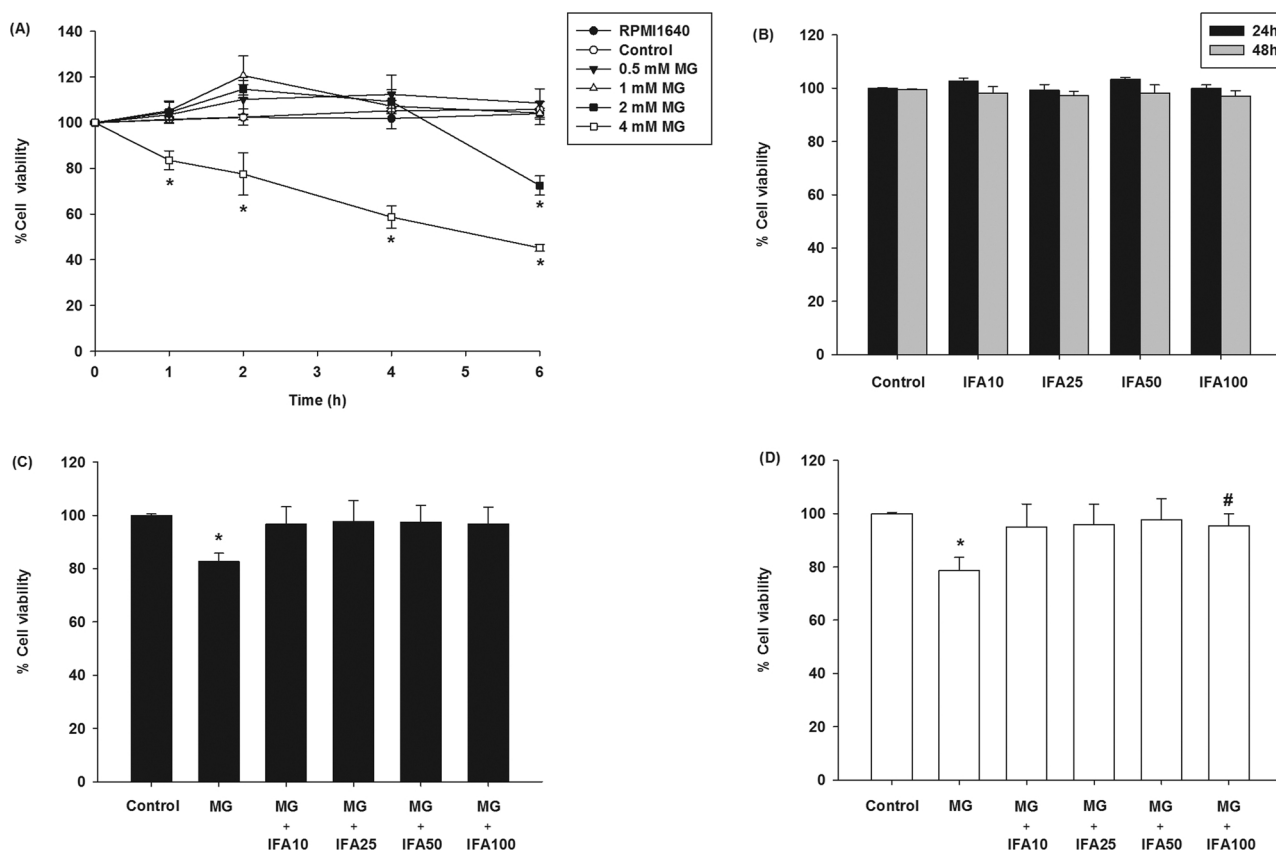 (A)
140
120
100
80
60
40
20
0
% Cell viability
0 1 2 3 4 5 6
Time (h)
*
*
*
*
*
RPMI1640
Control
0.5 mM MG
1 mM MG
2 mM MG
4 mM MG
(B)
120
100
80
60
40
20
0
% Cell viability
24h
48h
Control IFA10 IFA25 IFA50 IFA100
(C)
120
100
80
60
40
20
0
% Cell viability
*
Control MG MG MG MG MG
+ + + +
IFA10 IFA25 IFA50 IFA100
(D)
120
100
80
60
40
20
0
% Cell viability
*
#
Control MG MG MG MG MG
+ + + +
IFA10 IFA25 IFA50 IFA100